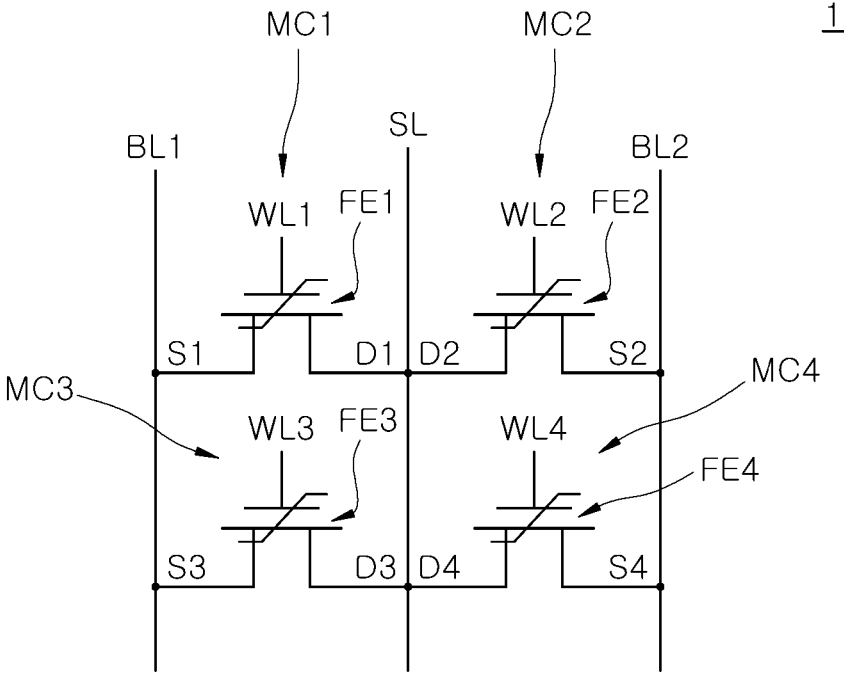 MC1 MC2 1
BL1 SL BL2
WL1 FE1 WL2 FE2
S1 D1 D2 S2
MC3 MC4
WL3 FE3 WL4 FE4
S3 D3 D4 S4